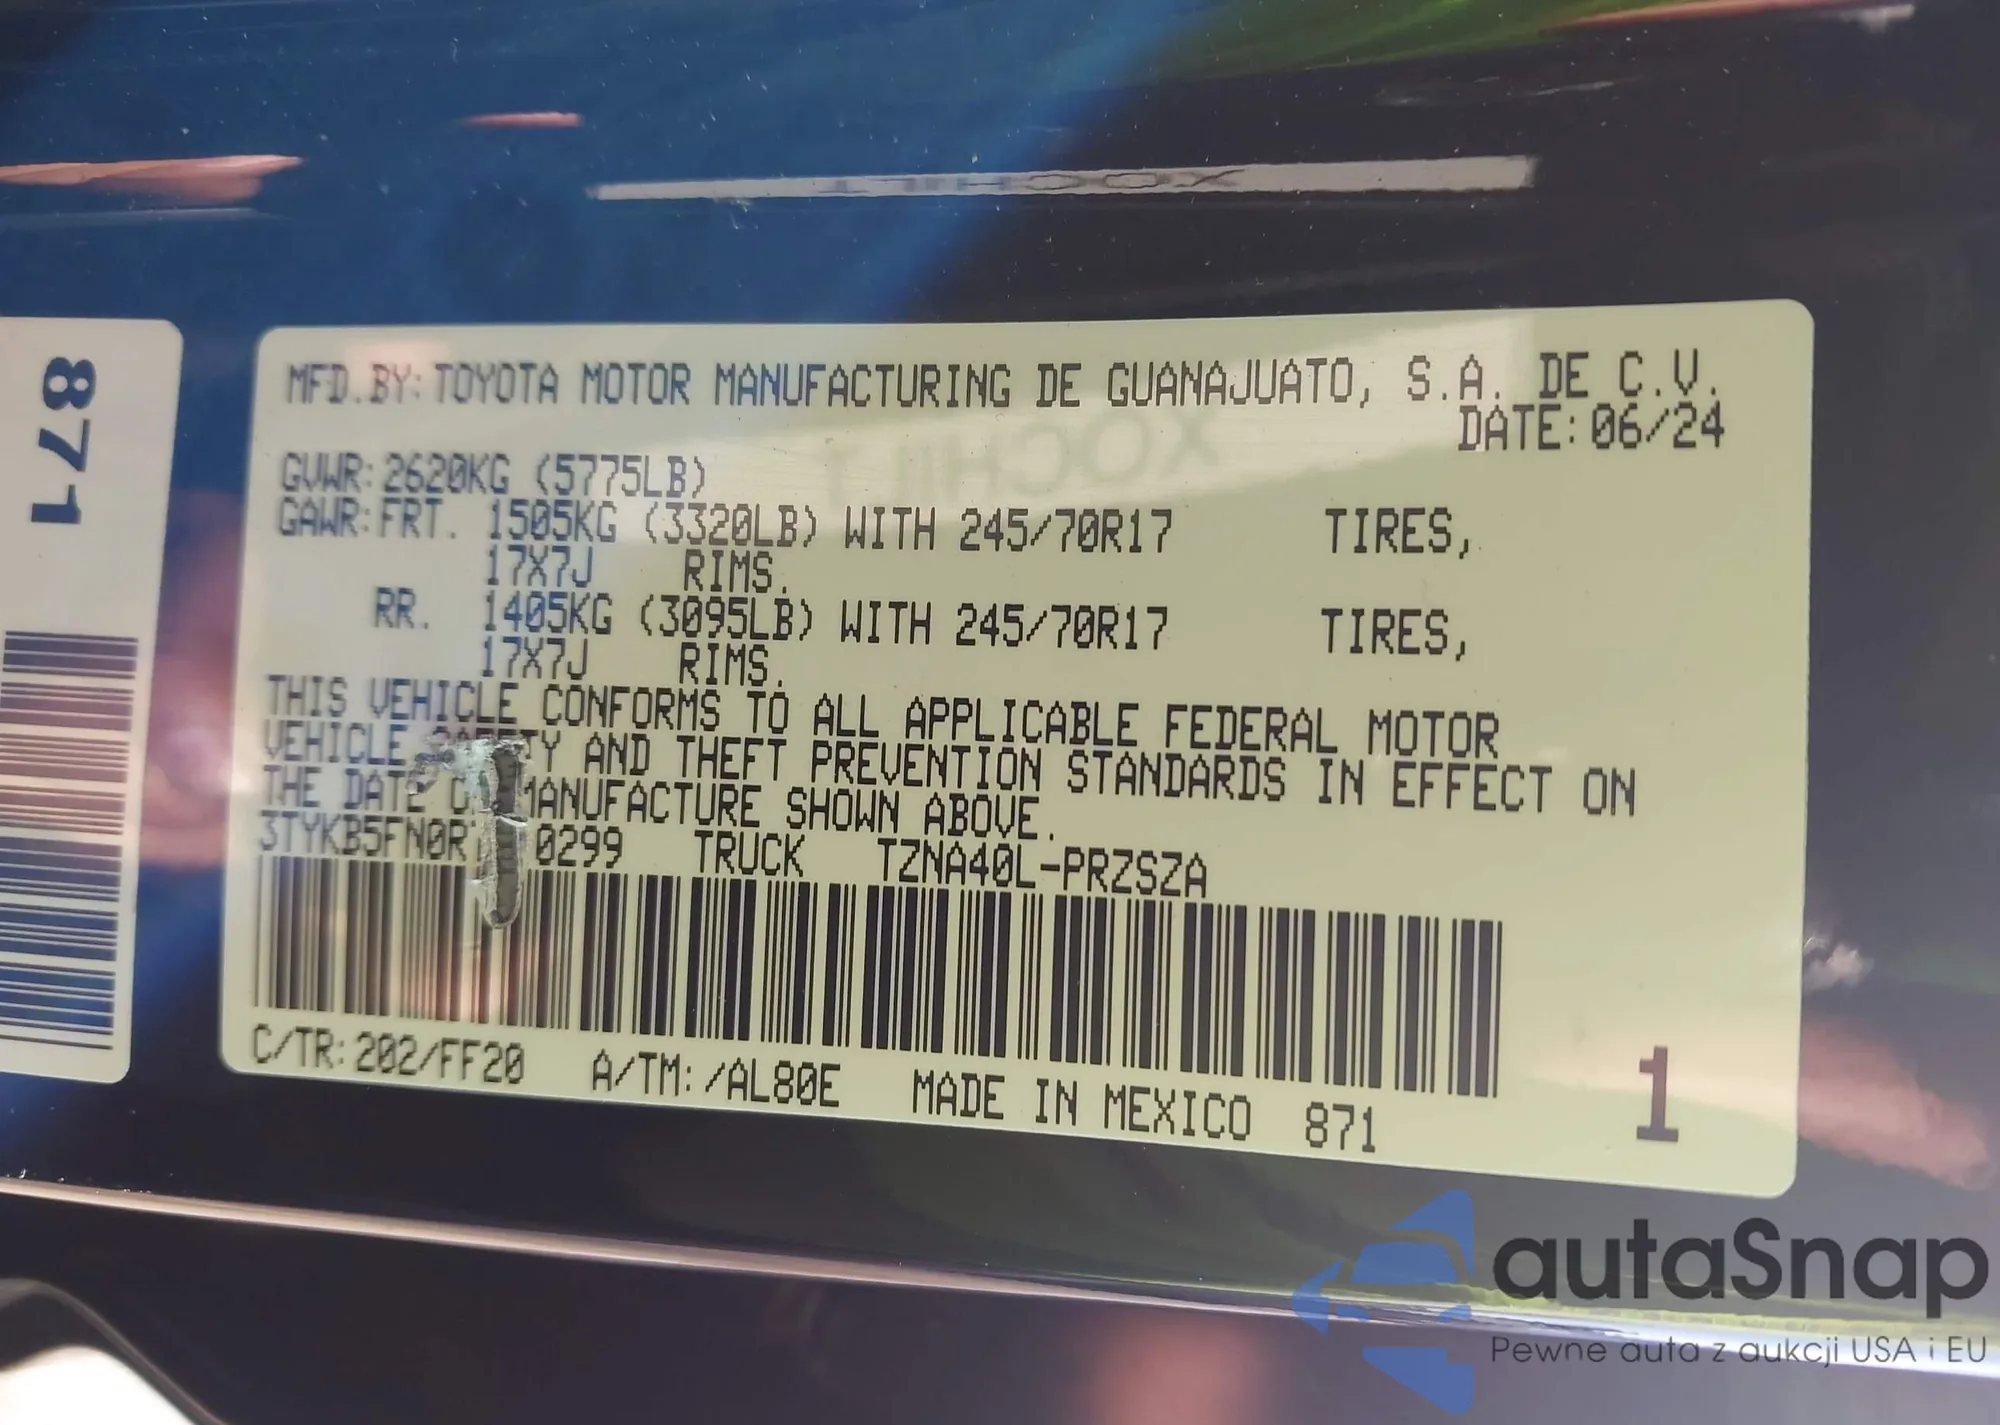 MFD.BY:TOYOTA MOTOR MANUFACTURING DE GUANAJUATO, S.A. DE C.V.
DATE:06/24
GVWR:2620KG (5775LB)
GAWR:FRT. 1505KG (3320LB) WITH 245/70R17 TIRES,
17X7J RIMS.
RR. 1405KG (3095LB) WITH 245/70R17 TIRES,
17X7J RIMS.
THIS VEHICLE CONFORMS TO ALL APPLICABLE FEDERAL MOTOR
VEHICLE SAFETY AND THEFT PREVENTION STANDARDS IN EFFECT ON
THE DATE OF MANUFACTURE SHOWN ABOVE.
TRUCK TZNA40L-PRZSZA
C/TR:202/FF20 A/TM:/AL80E MADE IN MEXICO 871
1
871
autaSnap
Pewne auta z aukcji USA i EU